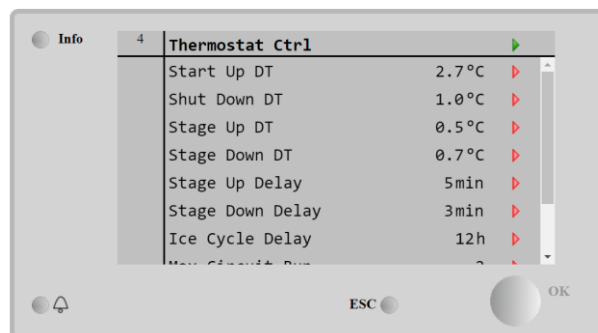 Info
4 Thermostat Ctrl
Start Up DT 2.7°C
Shut Down DT 1.0°C
Stage Up DT 0.5°C
Stage Down DT 0.7°C
Stage Up Delay 5min
Stage Down Delay 3min
Ice Cycle Delay 12h
ESC
OK